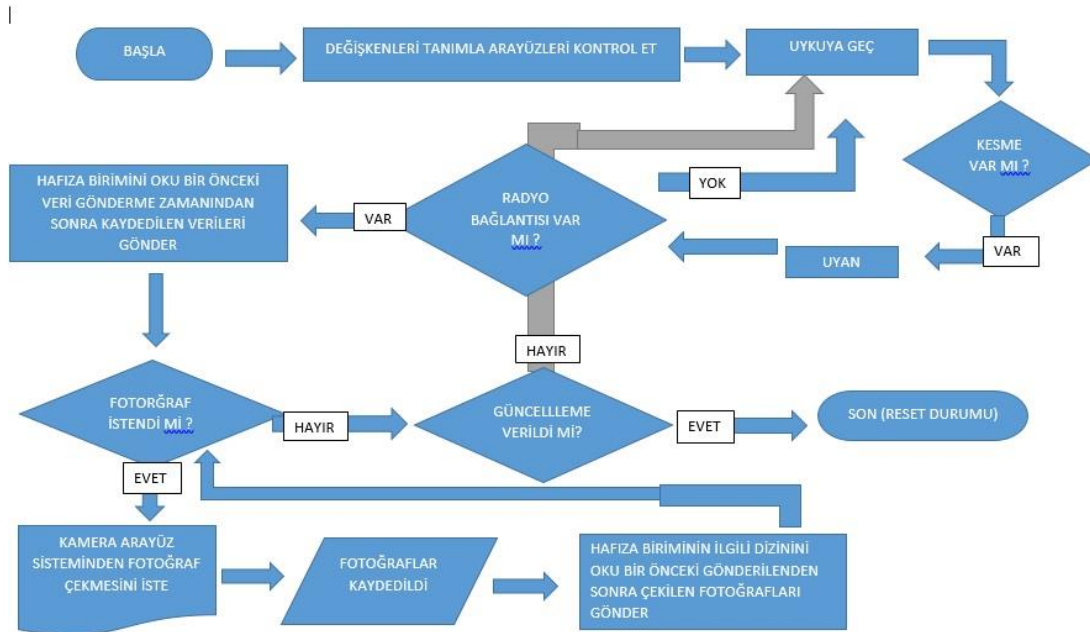 BAŞLA
DEĞİŞKENLERİ TANIMLA ARAYÜZLERİ KONTROL ET
UYKUYA GEÇ
KESME
VAR MI ?
HAFIZA BİRİMİNİ OKU BİR ÖNCEKİ
VERİ GÖNDERME ZAMANINDAN
SONRA KAYDEDİLEN VERİLERİ
GÖNDER
VAR
RADYO
BAĞLANTISI VAR
MI ?
YOK
UYAN
VAR
HAYIR
FOTORĞRAF
İSTENDİ Mİ ?
HAYIR
GÜNCELLLEME
VERİLDİ Mİ?
EVET
SON (RESET DURUMU)
EVET
KAMERA ARAYÜZ
SİSTEMİNDEN FOTOĞRAF
ÇEKMESİNİ İSTE
FOTOĞRAFLAR
KAYDEDİLDİ
HAFIZA BİRİMİNİN İLGİLİ DİZİNİNİ
OKU BİR ÖNCEKİ GÖNDERİLENDEN
SONRA ÇEKİLEN FOTOĞRAFLARI
GÖNDER